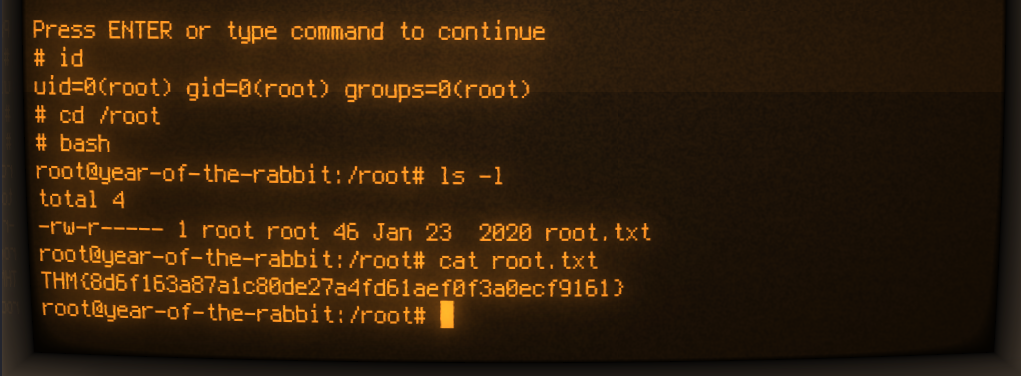 Press ENTER or type command to continue
# id
uid=0(root) gid=0(root) groups=0(root)
# cd /root
# bash
root@year-of-the-rabbit:/root# ls -l
total 4
-rw-r----- 1 root root 46 Jan 23  2020 root.txt
root@year-of-the-rabbit:/root# cat root.txt
THM{8d6f163a87a1c80de27a4fd61aef0f3a0ecf9161}
root@year-of-the-rabbit:/root#